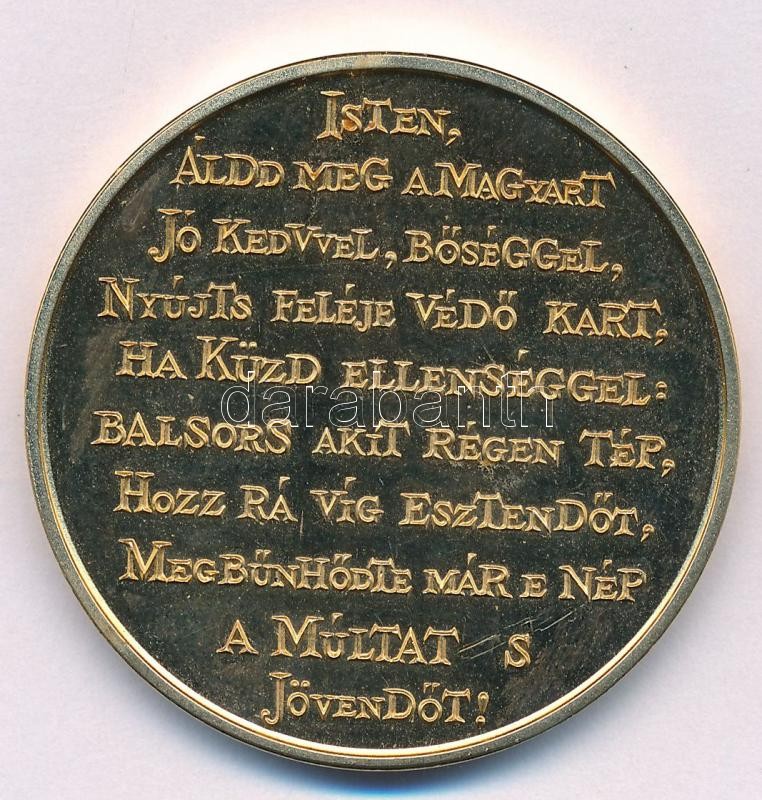 ISTEN,
ÁLDD MEG A MAGYART
JÓ KEDVVEL, BŐSÉGGEL,
NYÚJTS FELÉJE VÉDŐ KART,
HA KÜZD ELLENSÉGGEL:
darabanth
BALSORS AKIT RÉGEN TÉP,
HOZZ RÁ VÍG ESZTENDŐT,
MEGBŰNHŐDTE MÁR E NÉP
A MÚLTAT S
JÖVENDŐT!